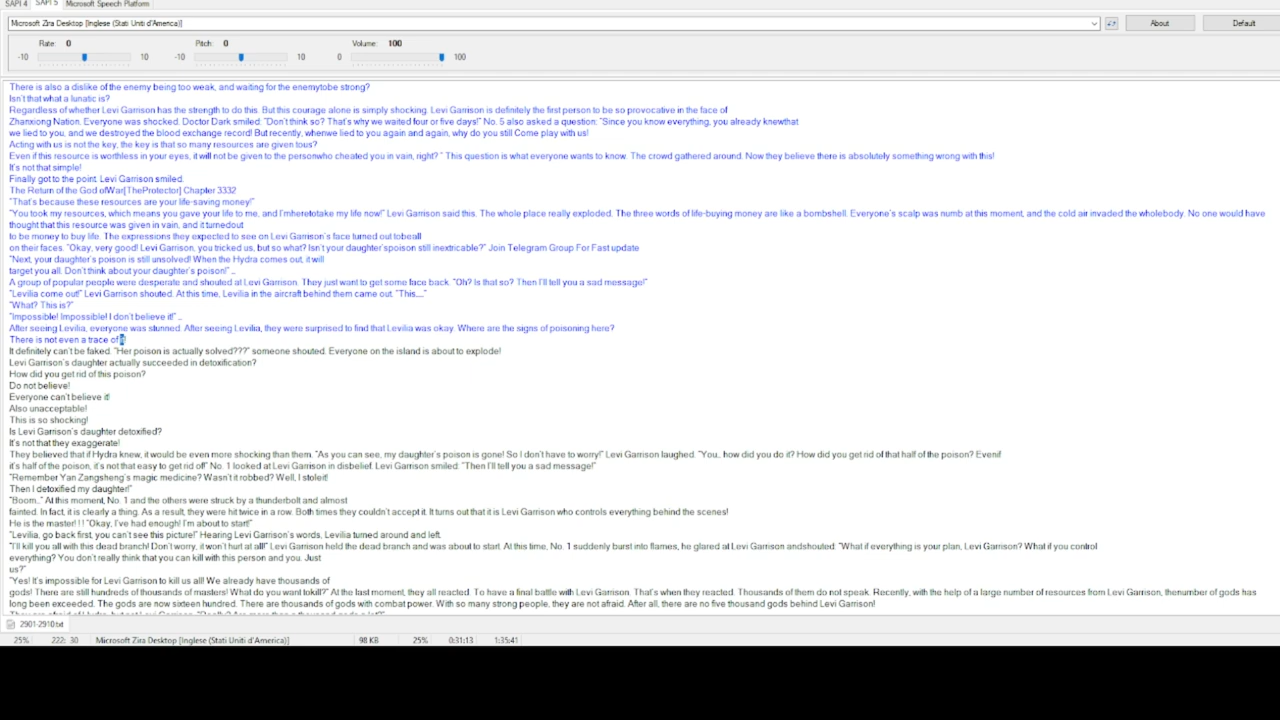 SAPI 4 SAPI 5 Microsoft Speech Platform
Microsoft Zira Desktop [Inglese (Stati Uniti d'America)] About Default
Rate: 0 Pitch: 0 Volume: 100
-10 10 -10 10 0 100
There is also a dislike of the enemy being too weak, and waiting for the enemytobe strong?
Isn't that what a lunatic is?
Regardless of whether Levi Garrison has the strength to do this. But this courage alone is simply shocking. Levi Garrison is definitely the first person to be so provocative in the face of
Zhanxiong Nation. Everyone was shocked. Doctor Dark smiled: "Don't think so? That's why we waited four or five days!" No. 5 also asked a question: "Since you know everything, you already knewthat
we lied to you, and we destroyed the blood exchange record! But recently, whenwe lied to you again and again, why do you still Come play with us!
Acting with us is not the key, the key is that so many resources are given tous?
Even if this resource is worthless in your eyes, it will not be given to the personwho cheated you in vain, right? " This question is what everyone wants to know. The crowd gathered around. Now they believe there is absolutely something wrong with this!
It's not that simple!
Finally got to the point. Levi Garrison smiled.
The Return of the God ofWar[TheProtector] Chapter 3332
"That's because these resources are your life-saving money!"
"You took my resources, which means you gave your life to me, and I'mheretotake my life now!" Levi Garrison said this. The whole place really exploded. The three words of life-buying money are like a bombshell. Everyone's scalp was numb at this moment, and the cold air invaded the wholebody. No one would have
thought that this resource was given in vain, and it turnedout
to be money to buy life. The expressions they expected to see on Levi Garrison's face turned out tobeall
on their faces. "Okay, very good! Levi Garrison, you tricked us, but so what? Isn't your daughter'spoison still inextricable?" Join Telegram Group For Fast update
"Next, your daughter's poison is still unsolved! When the Hydra comes out, it will
target you all. Don't think about your daughter's poison!" ..
A group of popular people were desperate and shouted at Levi Garrison. They just want to get some face back. "Oh? Is that so? Then I'll tell you a sad message!"
"Levilia come out!" Levi Garrison shouted. At this time, Levilia in the aircraft behind them came out. "This...."
"What? This is?"
"Impossible! Impossible! I don't believe it!" ..
After seeing Levilia, everyone was stunned. After seeing Levilia, they were surprised to find that Levilia was okay. Where are the signs of poisoning here?
There is not even a trace of it!
It definitely can't be faked. "Her poison is actually solved???" someone shouted. Everyone on the island is about to explode!
Levi Garrison's daughter actually succeeded in detoxification?
How did you get rid of this poison?
Do not believe!
Everyone can't believe it!
Also unacceptable!
This is so shocking!
Is Levi Garrison's daughter detoxified?
It's not that they exaggerate!
They believed that if Hydra knew, it would be even more shocking than them. "As you can see, my daughter's poison is gone! So I don't have to worry!" Levi Garrison laughed. "You.. how did you do it? How did you get rid of that half of the poison? Evenif
it's half of the poison, it's not that easy to get rid of!" No. 1 looked at Levi Garrison in disbelief. Levi Garrison smiled: "Then I'll tell you a sad message!"
"Remember Yan Zangsheng's magic medicine? Wasn't it robbed? Well, I stoleit!
Then I detoxified my daughter!"
"Boom..." At this moment, No. 1 and the others were struck by a thunderbolt and almost
fainted. In fact, it is clearly a thing. As a result, they were hit twice in a row. Both times they couldn't accept it. It turns out that it is Levi Garrison who controls everything behind the scenes!
He is the master! ! ! "Okay, I've had enough! I'm about to start!"
"Levilia, go back first, you can't see this picture!" Hearing Levi Garrison's words, Levilia turned around and left.
"I'll kill you all with this dead branch! Don't worry, it won't hurt at all!" Levi Garrison held the dead branch and was about to start. At this time, No. 1 suddenly burst into flames, he glared at Levi Garrison andshouted: "What if everything is your plan, Levi Garrison? What if you control
everything? You don't really think that you can kill with this person and you. Just
us?"
"Yes! It's impossible for Levi Garrison to kill us all! We already have thousands of
gods! There are still hundreds of thousands of masters! What do you want tokill?" At the last moment, they all reacted. To have a final battle with Levi Garrison. That's when they reacted. Thousands of them do not speak. Recently, with the help of a large number of resources from Levi Garrison, thenumber of gods has
long been exceeded. The gods are now sixteen hundred. There are thousands of gods with combat power. With so many strong people, they are not afraid. After all, there are no five thousand gods behind Levi Garrison!
2901-2910.txt
25% 222: 30 Microsoft Zira Desktop [Inglese (Stati Uniti d'America)] 98 KB 25% 0:31:13 1:35:41